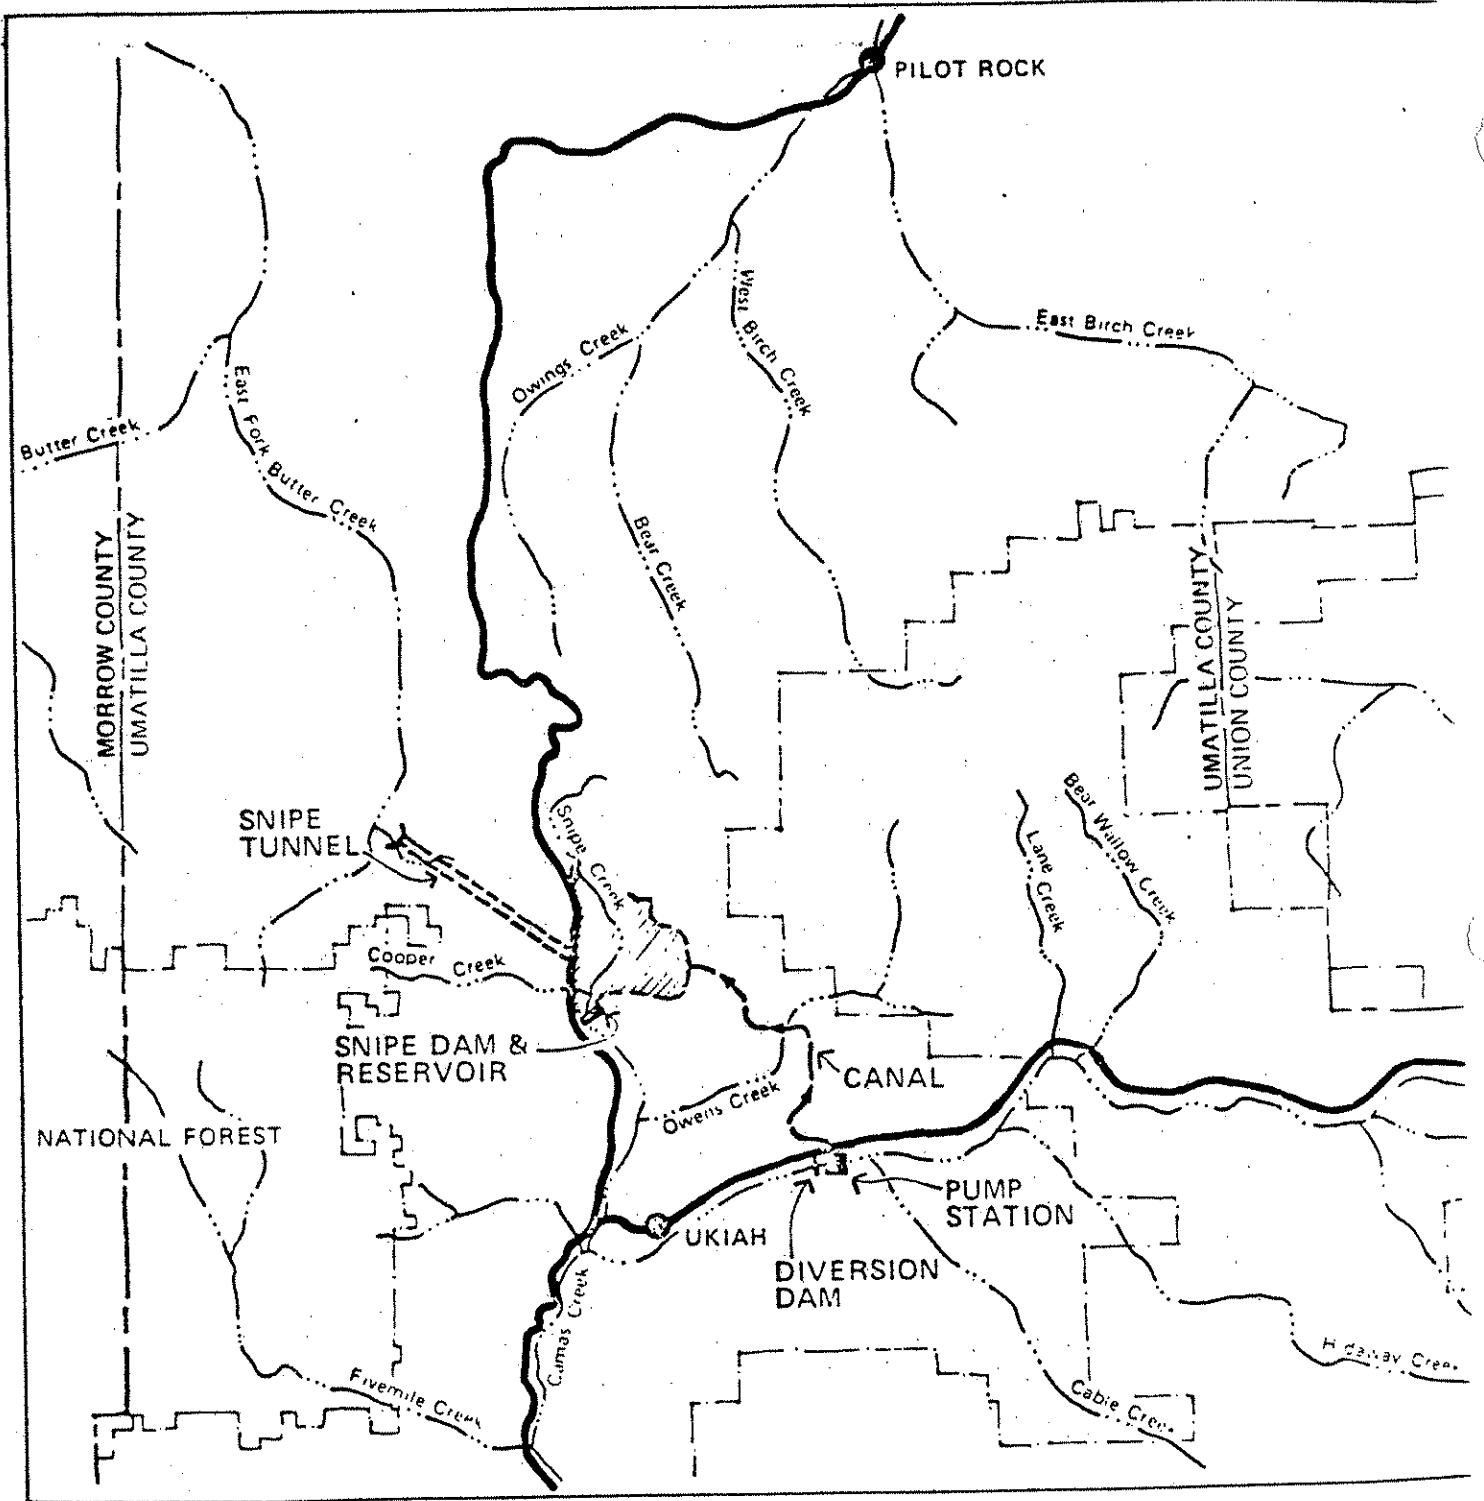 PILOT ROCK
East Birch Creek
West Birch Creek
Owings Creek
Butter Creek
East Fork Butter Creek
Bear Creek
MORROW COUNTY
UMATILLA COUNTY
UMATILLA COUNTY
UNION COUNTY
SNIPE
TUNNEL
Snipe Creek
Lane Creek
Bear Wallow Creek
Cooper Creek
SNIPE DAM &
RESERVOIR
CANAL
Owens Creek
NATIONAL FOREST
PUMP
STATION
UKIAH
DIVERSION
DAM
Camas Creek
Fivemile Creek
Cable Creek